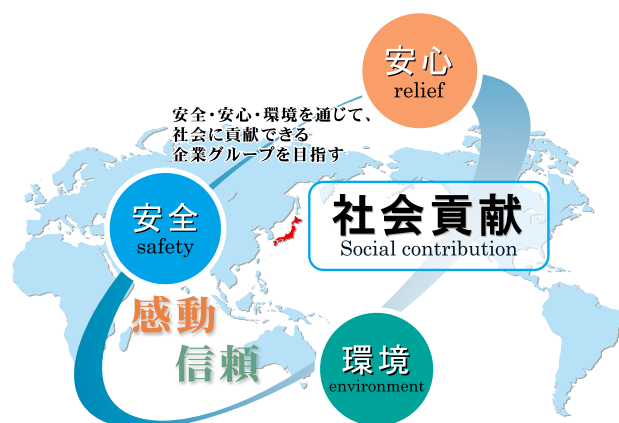 安心
relief
安全・安心・環境を通じて、
社会に貢献できる
企業グループを目指す
安全
safety
社会貢献
Social contribution
感動
信頼
環境
environment